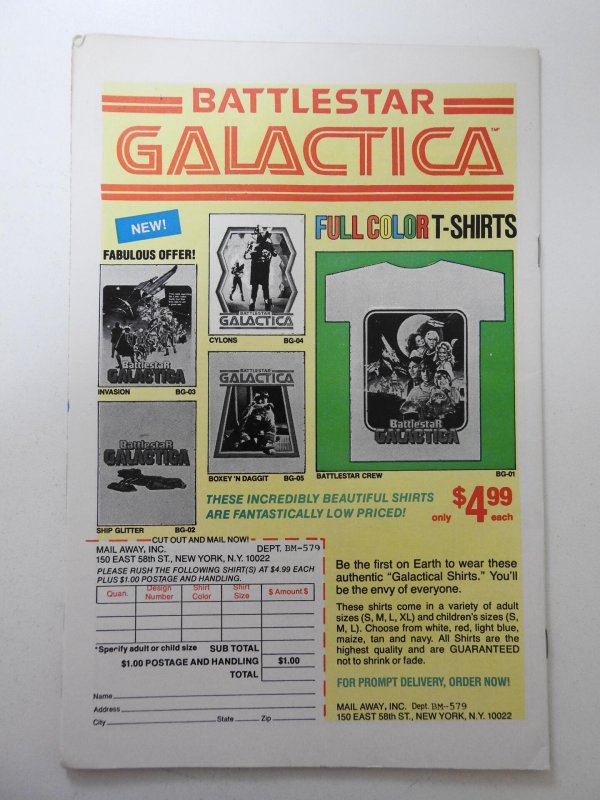 BATTLESTAR
GALACTICA™
NEW!
FABULOUS OFFER!
FULL COLOR T-SHIRTS
BATTLESTAR
GALACTICA
CYLONS BG-04
BattlestaR
GALACTICA
INVASION BG-03
BATTLESTAR
GALACTICA
BOXEY 'N DAGGIT BG-05
BattlestaR
GALACTICA
SHIP GLITTER BG-02
BattlestaR
GALACTICA
BATTLESTAR CREW BG-01
THESE INCREDIBLY BEAUTIFUL SHIRTS
ARE FANTASTICALLY LOW PRICED!
only $4.99 each
CUT OUT AND MAIL NOW!
MAIL AWAY, INC. DEPT. BM-579
150 EAST 58th ST., NEW YORK, N.Y. 10022
PLEASE RUSH THE FOLLOWING SHIRT(S) AT $4.99 EACH
PLUS $1.00 POSTAGE AND HANDLING.
Quan. Design Number Shirt Color Shirt Size $ Amount $
*Specify adult or child size SUB TOTAL
$1.00 POSTAGE AND HANDLING $1.00
TOTAL
Name
Address
City State Zip
Be the first on Earth to wear these
authentic "Galactical Shirts." You'll
be the envy of everyone.
These shirts come in a variety of adult
sizes (S, M, L, XL) and children's sizes (S,
M, L). Choose from white, red, light blue,
maize, tan and navy. All Shirts are the
highest quality and are GUARANTEED
not to shrink or fade.
FOR PROMPT DELIVERY, ORDER NOW!
MAIL AWAY, INC. Dept. BM-579
150 EAST 58th ST., NEW YORK, N.Y. 10022